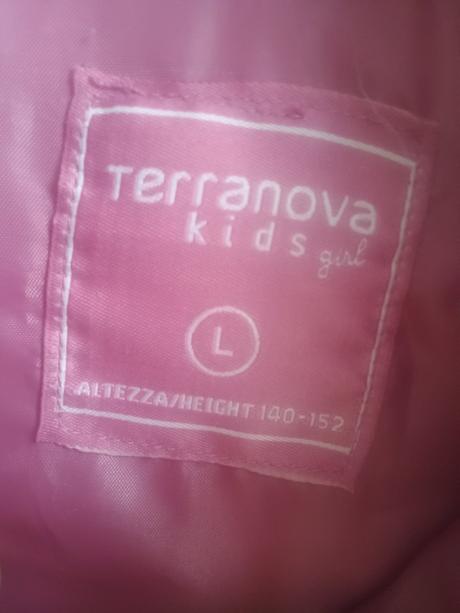 Terranova
kids girl
L
ALTEZZA/HEIGHT 140-152